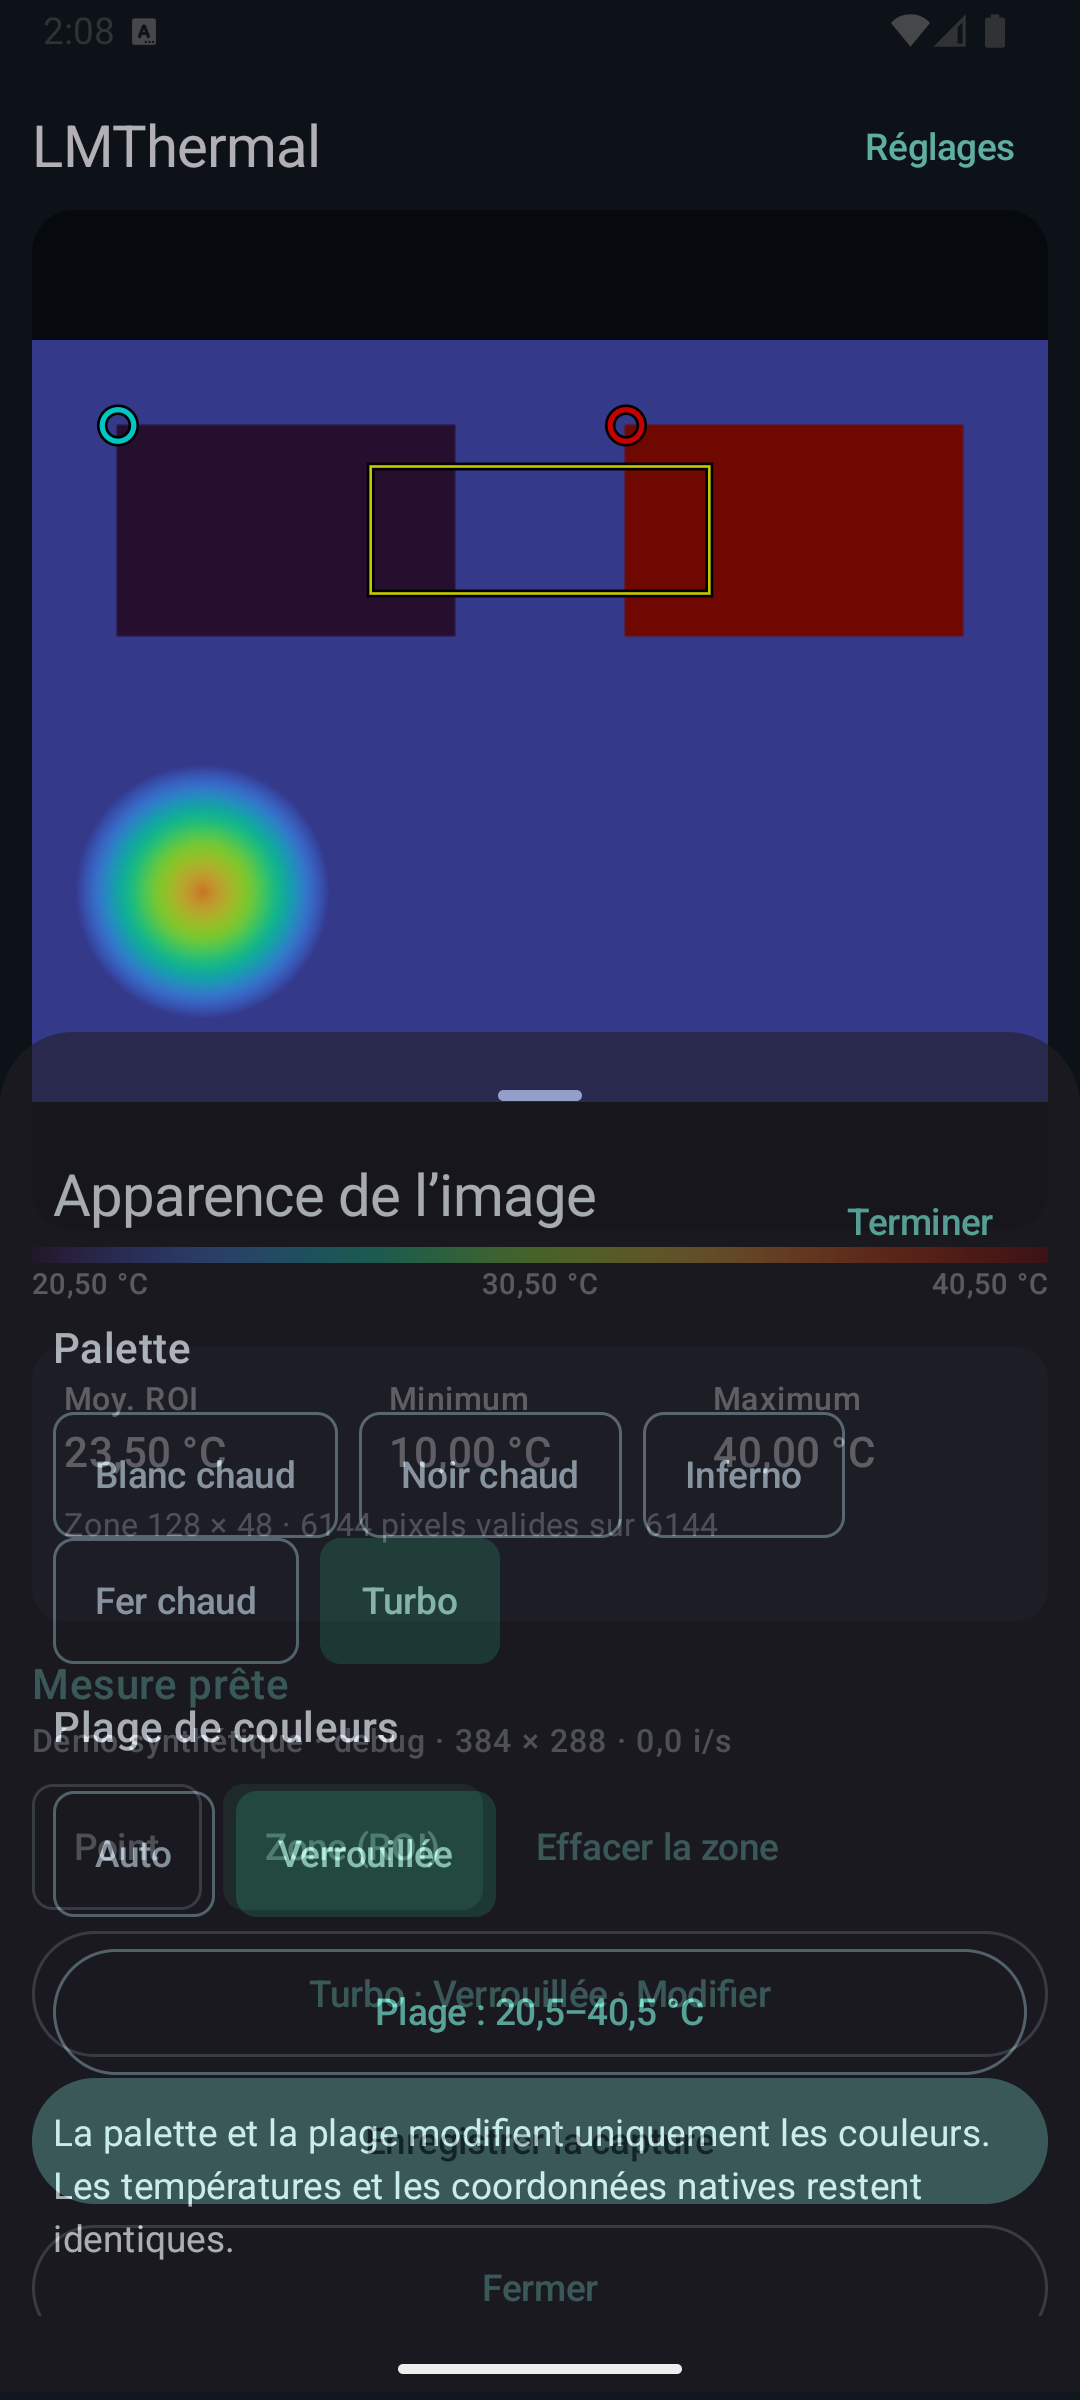 2:08
A
LMThermal
Réglages
Apparence de l’image
Terminer
20,50 °C 30,50 °C 40,50 °C
Palette
Moy. ROI Minimum Maximum
23,50 °C 10,00 °C 40,00 °C
Blanc chaud Noir chaud Inferno
Zone 128 × 48 · 6144 pixels valides sur 6144
Fer chaud Turbo
Mesure prête
Plage de couleurs
Démo synthétique · debug · 384 × 288 · 0,0 i/s
Point Zone (ROI) Effacer la zone
Auto Verrouillée
Turbo · Verrouillée · Modifier
Plage : 20,5–40,5 °C
La palette et la plage modifient uniquement les couleurs.
Enregistrer la capture
Les températures et les coordonnées natives restent
identiques.
Fermer